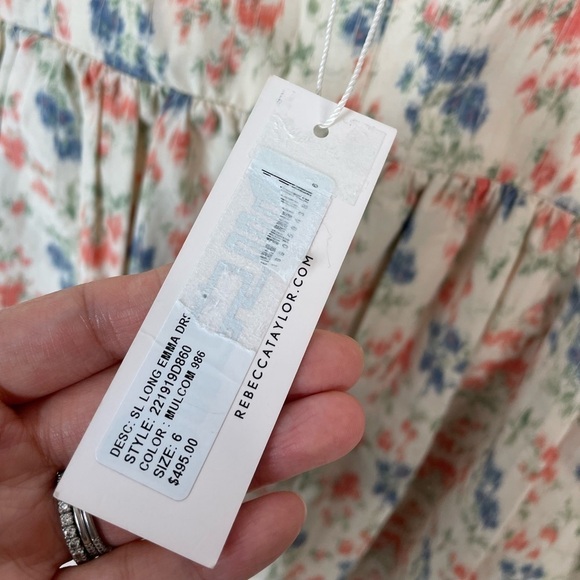 DESC: SL LONG EMMA DRS
STYLE: 221919D860
COLOR : MULCOM 986
SIZE: 6
$495.00
REBECCATAYLOR.COM